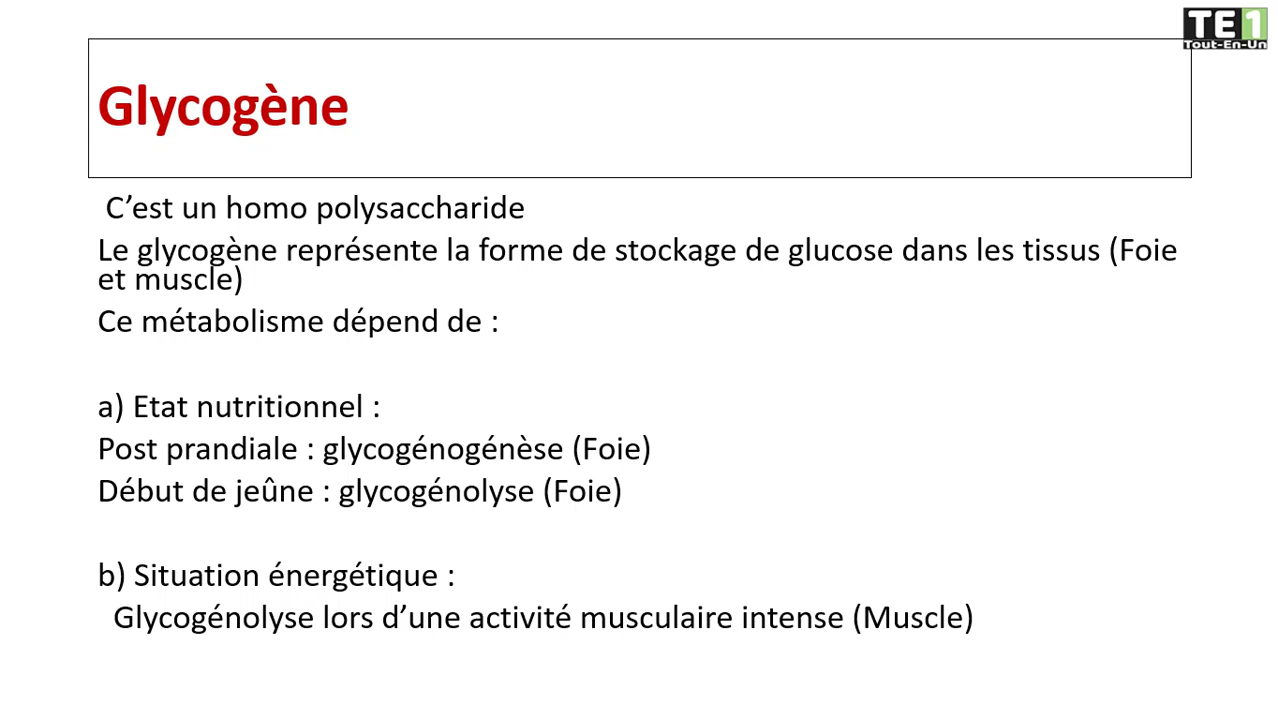 TE1
Tout-En-Un
Glycogène
C’est un homo polysaccharide
Le glycogène représente la forme de stockage de glucose dans les tissus (Foie
et muscle)
Ce métabolisme dépend de :
a) Etat nutritionnel :
Post prandiale : glycogénogénèse (Foie)
Début de jeûne : glycogénolyse (Foie)
b) Situation énergétique :
Glycogénolyse lors d’une activité musculaire intense (Muscle)